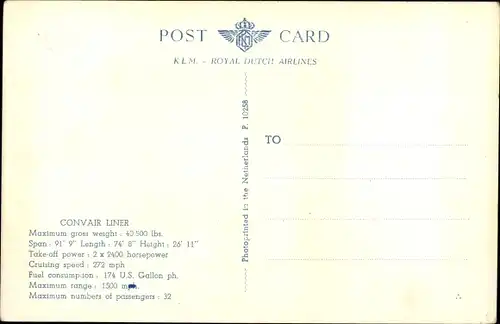 POST CARD
K.L.M. - ROYAL DUTCH AIRLINES
TO
Photoprinted in the Netherlands P. 10258
CONVAIR LINER
Maximum gross weight : 40.500 lbs.
Span : 91' 9" Length : 74' 8" Height : 26' 11"
Take-off power : 2 x 2400 horsepower
Cruising speed : 272 mph
Fuel consumption : 174 U.S. Gallon ph.
Maximum range : 1500 mph.
Maximum numbers of passengers : 32